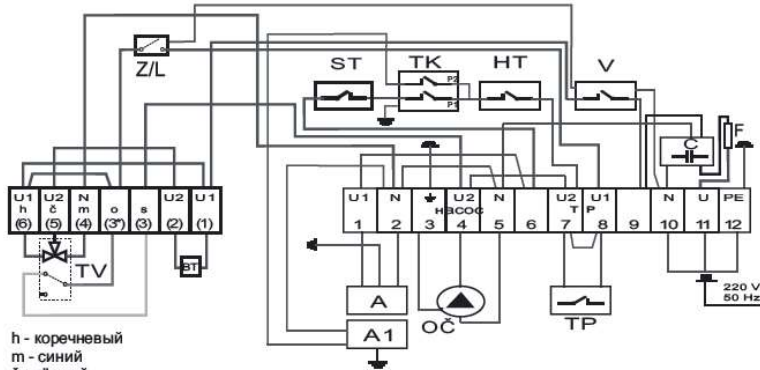 Z/L
ST TK HT V
P2
P1
C F
U1 U2 N U2 U1
h č m o s
(6) (5) (4) (3*) (3) (2) (1)
U1 N U2 N U2 U1 N U PE
НАСОС T P
1 2 3 4 5 6 7 8 9 10 11 12
TV BT
A
A1
OČ
TP
220 V
50 Hz
h - коречневый
m - синий